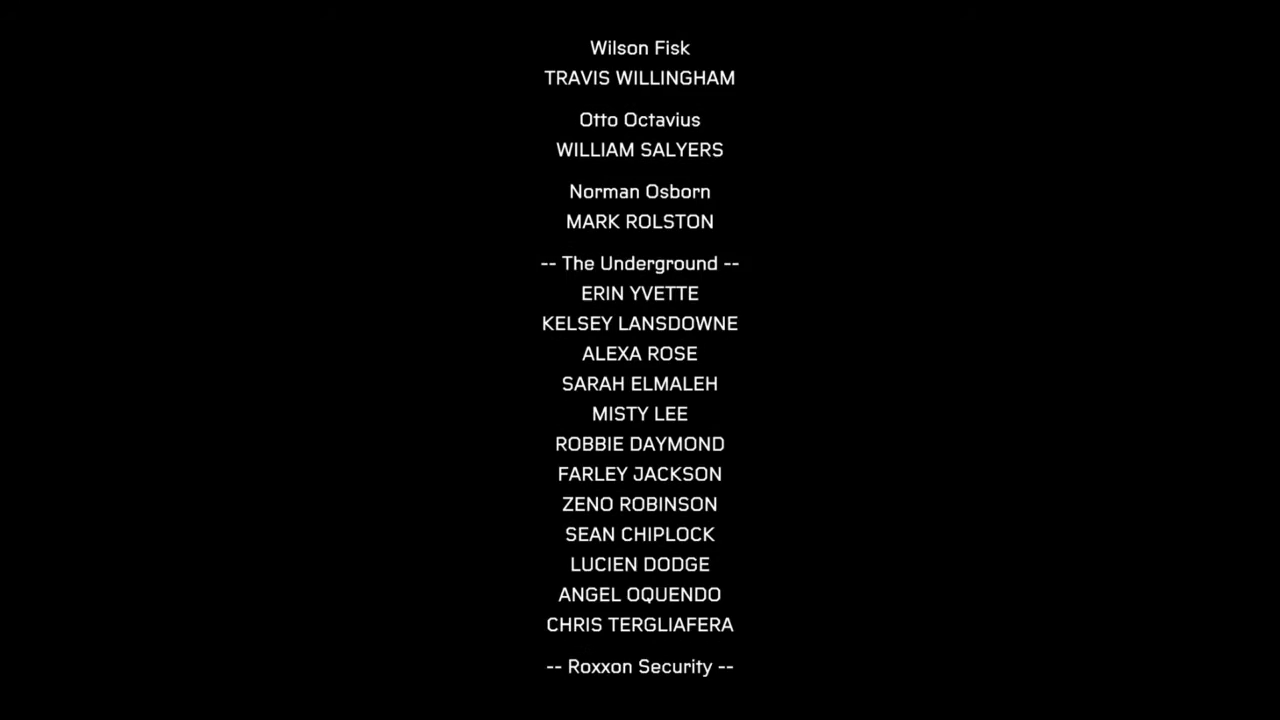 Wilson Fisk
TRAVIS WILLINGHAM
Otto Octavius
WILLIAM SALYERS
Norman Osborn
MARK ROLSTON
-- The Underground --
ERIN YVETTE
KELSEY LANSDOWNE
ALEXA ROSE
SARAH ELMALEH
MISTY LEE
ROBBIE DAYMOND
FARLEY JACKSON
ZENO ROBINSON
SEAN CHIPLOCK
LUCIEN DODGE
ANGEL OQUENDO
CHRIS TERGLIAFERA
-- Roxxon Security --